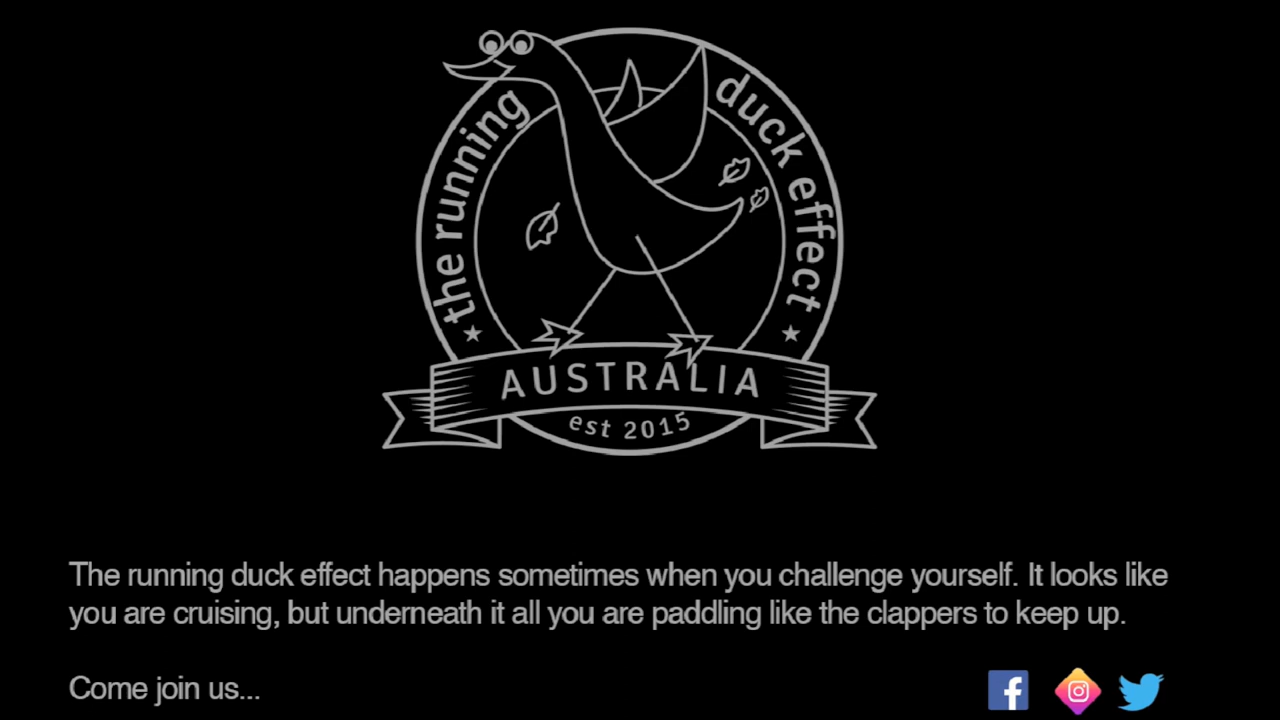 the running duck effect
AUSTRALIA
est 2015
The running duck effect happens sometimes when you challenge yourself. It looks like
you are cruising, but underneath it all you are paddling like the clappers to keep up.
Come join us...